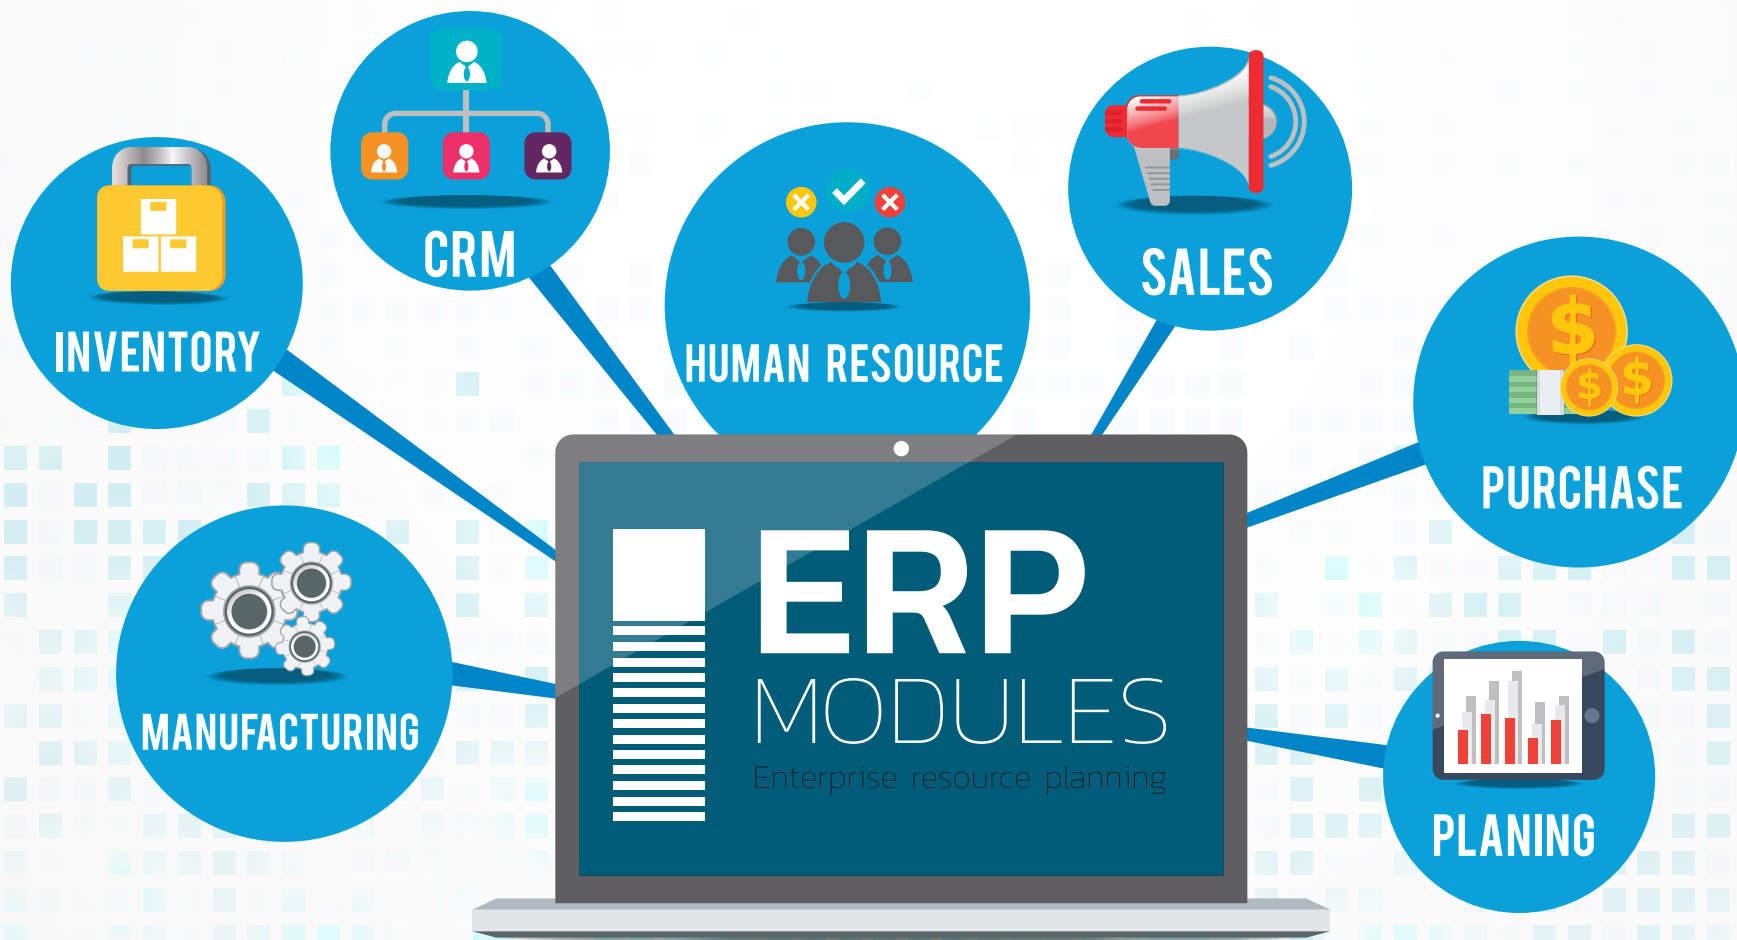 CRM
SALES
HUMAN RESOURCE
INVENTORY
PURCHASE
MANUFACTURING
PLANING
ERP
MODULES
Enterprise resource planning